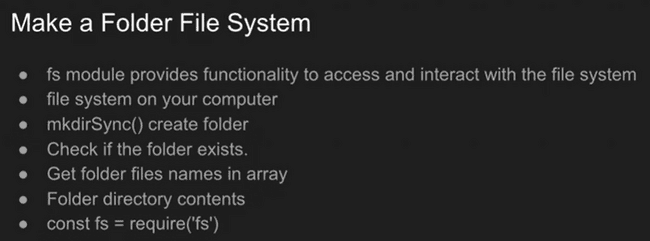 Make a Folder File System
● fs module provides functionality to access and interact with the file system
● file system on your computer
● mkdirSync() create folder
● Check if the folder exists.
● Get folder files names in array
● Folder directory contents
● const fs = require('fs')